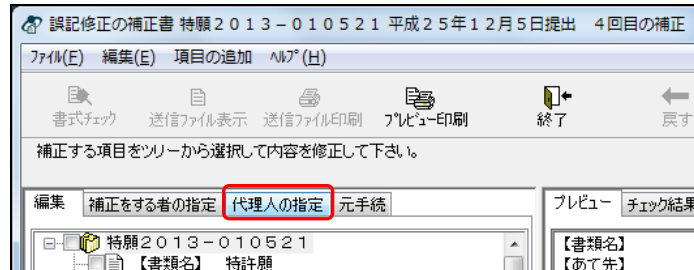 誤記修正の補正書 特願２０１３－０１０５２１ 平成２５年１２月５日提出　４回目の補正
ﾌｧｲﾙ(F)　編集(E)　項目の追加　ﾍﾙﾌﾟ(H)
書式ﾁｪｯｸ　送信ﾌｧｲﾙ表示　送信ﾌｧｲﾙ印刷　ﾌﾟﾚﾋﾞｭｰ印刷　終了　戻す
補正する項目をツリーから選択して内容を修正して下さい。
編集　補正をする者の指定　代理人の指定　元手続　プレビュー　チェック結果
特願２０１３－０１０５２１　【書類名】
【書類名】　特許願　【あて先】